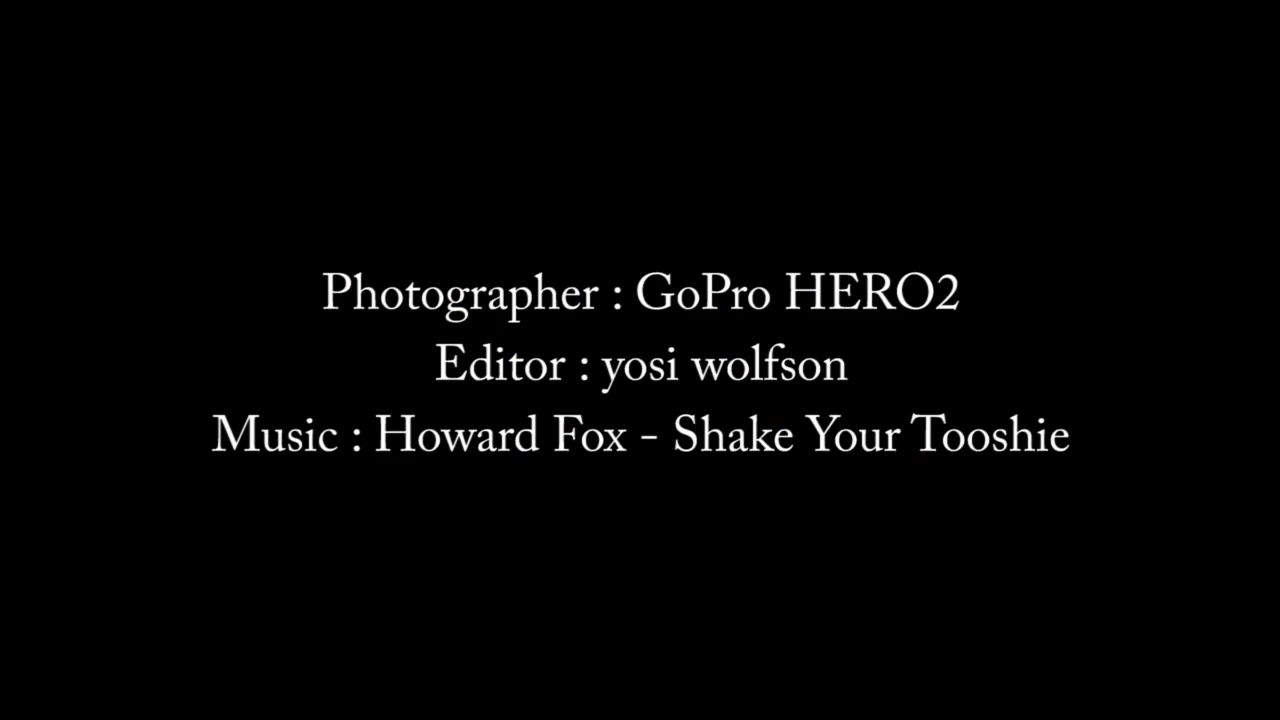 Photographer : GoPro HERO2
Editor : yosi wolfson
Music : Howard Fox - Shake Your Tooshie